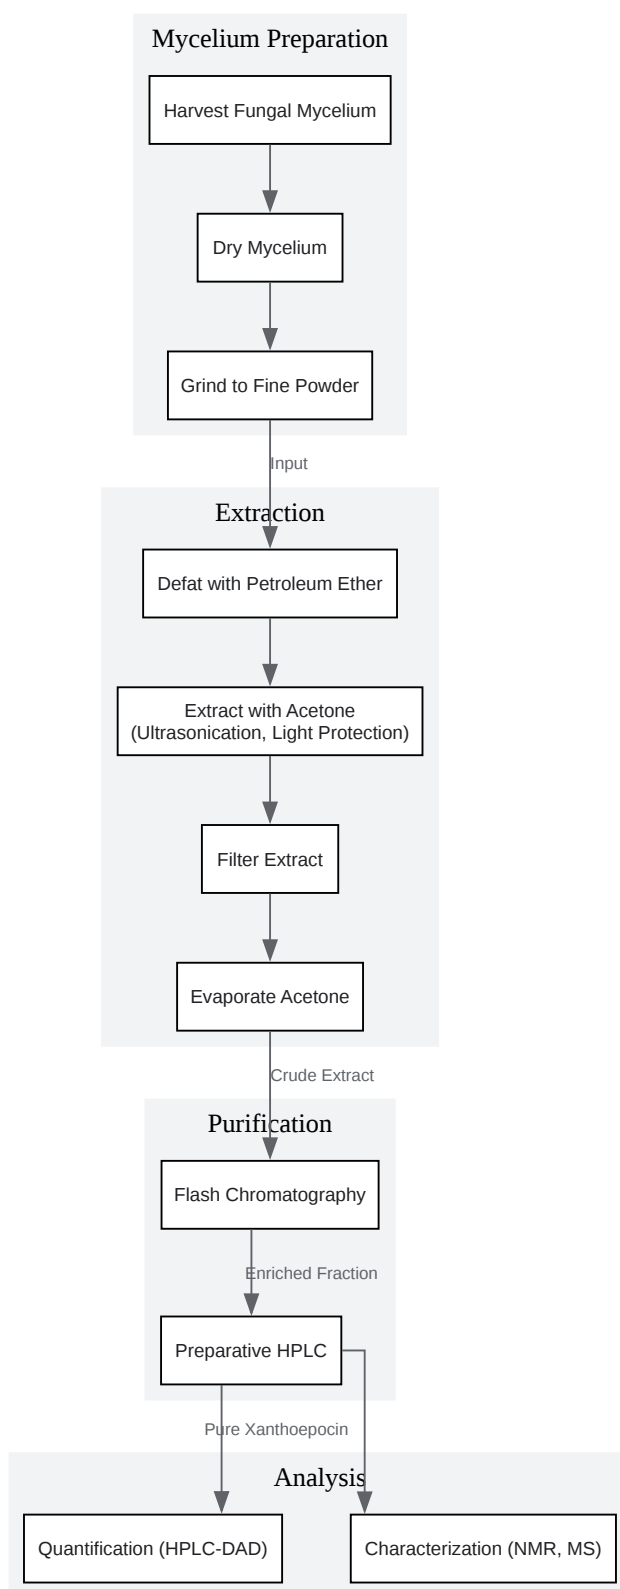 Mycelium Preparation
Harvest Fungal Mycelium
Dry Mycelium
Grind to Fine Powder
Input
Extraction
Defat with Petroleum Ether
Extract with Acetone
(Ultrasonication, Light Protection)
Filter Extract
Evaporate Acetone
Crude Extract
Purification
Flash Chromatography
Enriched Fraction
Preparative HPLC
Pure Xanthoepocin
Analysis
Quantification (HPLC-DAD)
Characterization (NMR, MS)